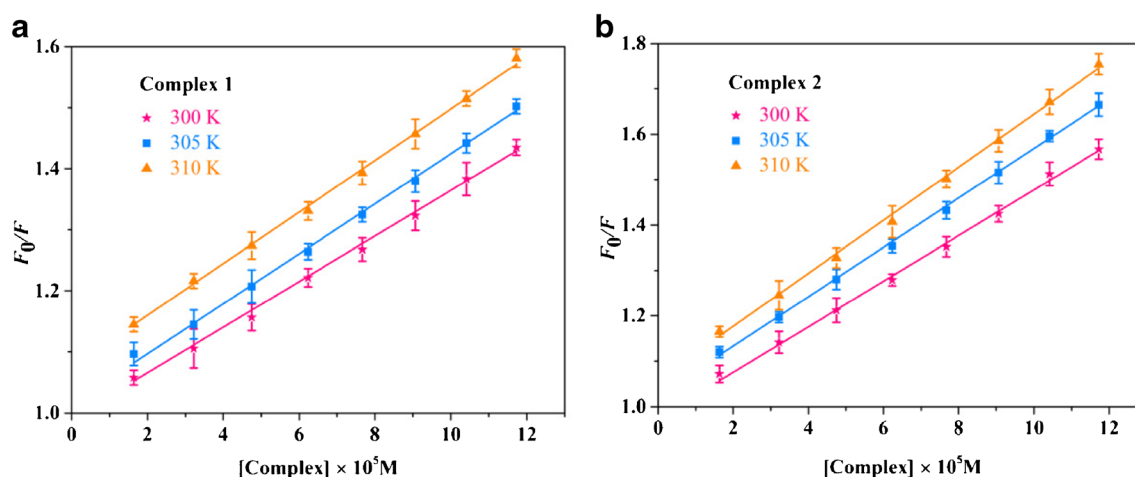 a
1.6
1.4
1.2
1.0
F₀/F
Complex 1
300 K
305 K
310 K
0 2 4 6 8 10 12
[Complex] × 10⁵M
b
1.8
1.6
1.4
1.2
1.0
F₀/F
Complex 2
300 K
305 K
310 K
0 2 4 6 8 10 12
[Complex] × 10⁵M